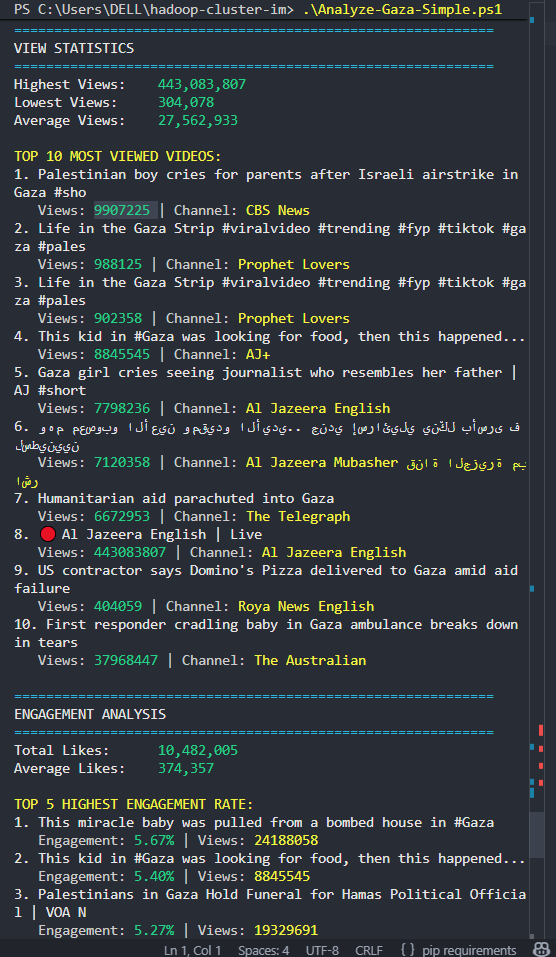 PS C:\Users\DELL\hadoop-cluster-im> .\Analyze-Gaza-Simple.ps1
============================================================
VIEW STATISTICS
============================================================
Highest Views:    443,083,807
Lowest Views:     304,078
Average Views:    27,562,933
TOP 10 MOST VIEWED VIDEOS:
1. Palestinian boy cries for parents after Israeli airstrike in
Gaza #sho
Views: 9907225 | Channel: CBS News
2. Life in the Gaza Strip #viralvideo #trending #fyp #tiktok #ga
za #pales
Views: 988125 | Channel: Prophet Lovers
3. Life in the Gaza Strip #viralvideo #trending #fyp #tiktok #ga
za #pales
Views: 902358 | Channel: Prophet Lovers
4. This kid in #Gaza was looking for food, then this happened...
Views: 8845545 | Channel: AJ+
5. Gaza girl cries seeing journalist who resembles her father |
AJ #short
Views: 7798236 | Channel: Al Jazeera English
6. وهم معصوبو الأعين ومقيدو الأيدي.. جندي إسرائيلي ينكل بأسرى ف
لسطينيين
Views: 7120358 | Channel: Al Jazeera Mubasher قناة الجزيرة مب
اشر
7. Humanitarian aid parachuted into Gaza
Views: 6672953 | Channel: The Telegraph
8. 🔴 Al Jazeera English | Live
Views: 443083807 | Channel: Al Jazeera English
9. US contractor says Domino's Pizza delivered to Gaza amid aid
failure
Views: 404059 | Channel: Roya News English
10. First responder cradling baby in Gaza ambulance breaks down
in tears
Views: 37968447 | Channel: The Australian
============================================================
ENGAGEMENT ANALYSIS
============================================================
Total Likes:      10,482,005
Average Likes:    374,357
TOP 5 HIGHEST ENGAGEMENT RATE:
1. This miracle baby was pulled from a bombed house in #Gaza
Engagement: 5.67% | Views: 24188058
2. This kid in #Gaza was looking for food, then this happened...
Engagement: 5.40% | Views: 8845545
3. Palestinians in Gaza Hold Funeral for Hamas Political Officia
l | VOA N
Engagement: 5.27% | Views: 19329691
Ln 1, Col 1 Spaces: 4 UTF-8 CRLF {} pip requirements